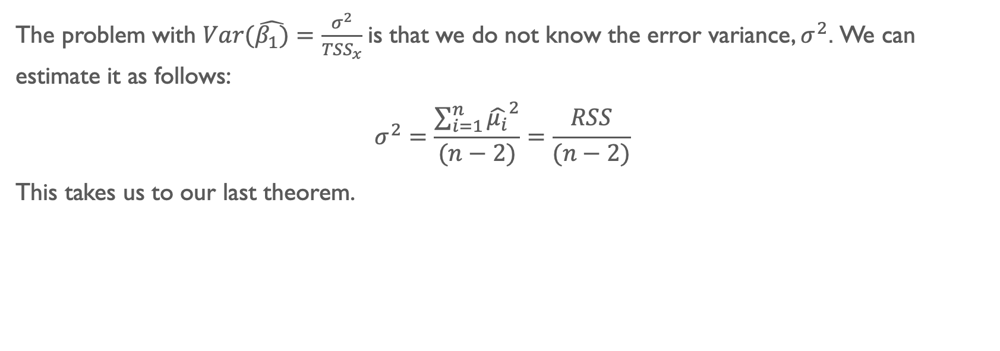 The problem with $Var(\widehat{\beta_1}) = \frac{\sigma^2}{TSS_x}$ is that we do not know the error variance, $\sigma^2$. We can
estimate it as follows:
$\sigma^2 = \frac{\sum_{i=1}^{n} \widehat{\mu_i}^2}{(n-2)} = \frac{RSS}{(n-2)}$
This takes us to our last theorem.